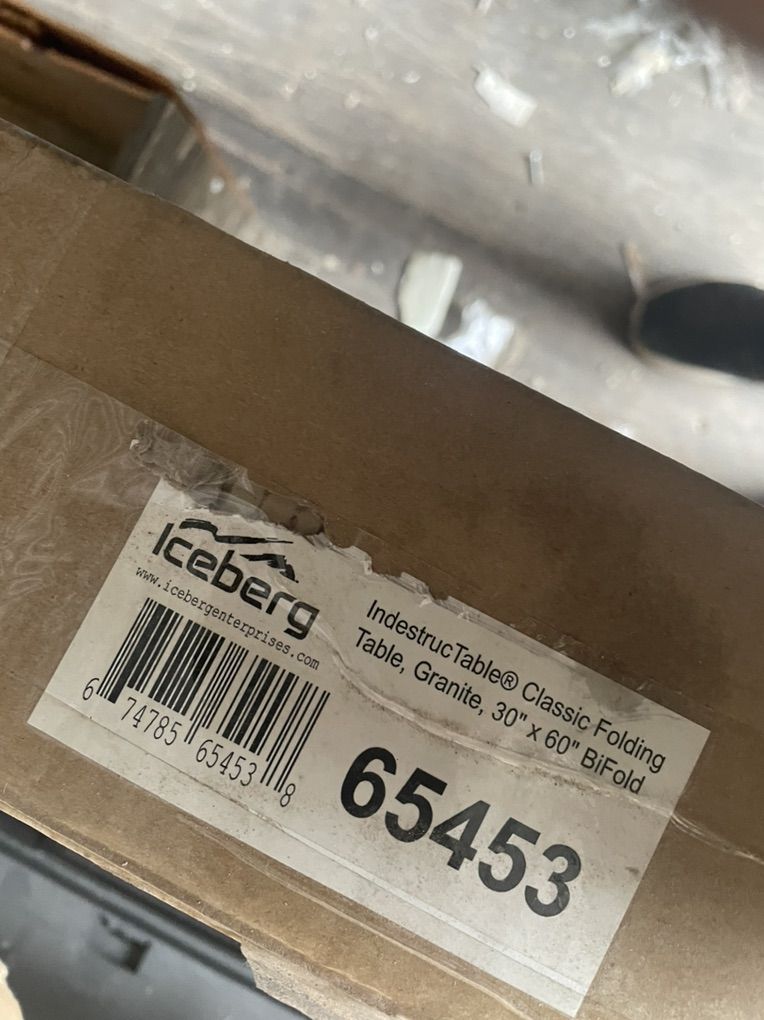 Iceberg
www.icebergenterprises.com
6 74785 65453 8
IndestrucTable® Classic Folding
Table, Granite, 30" x 60" BiFold
65453